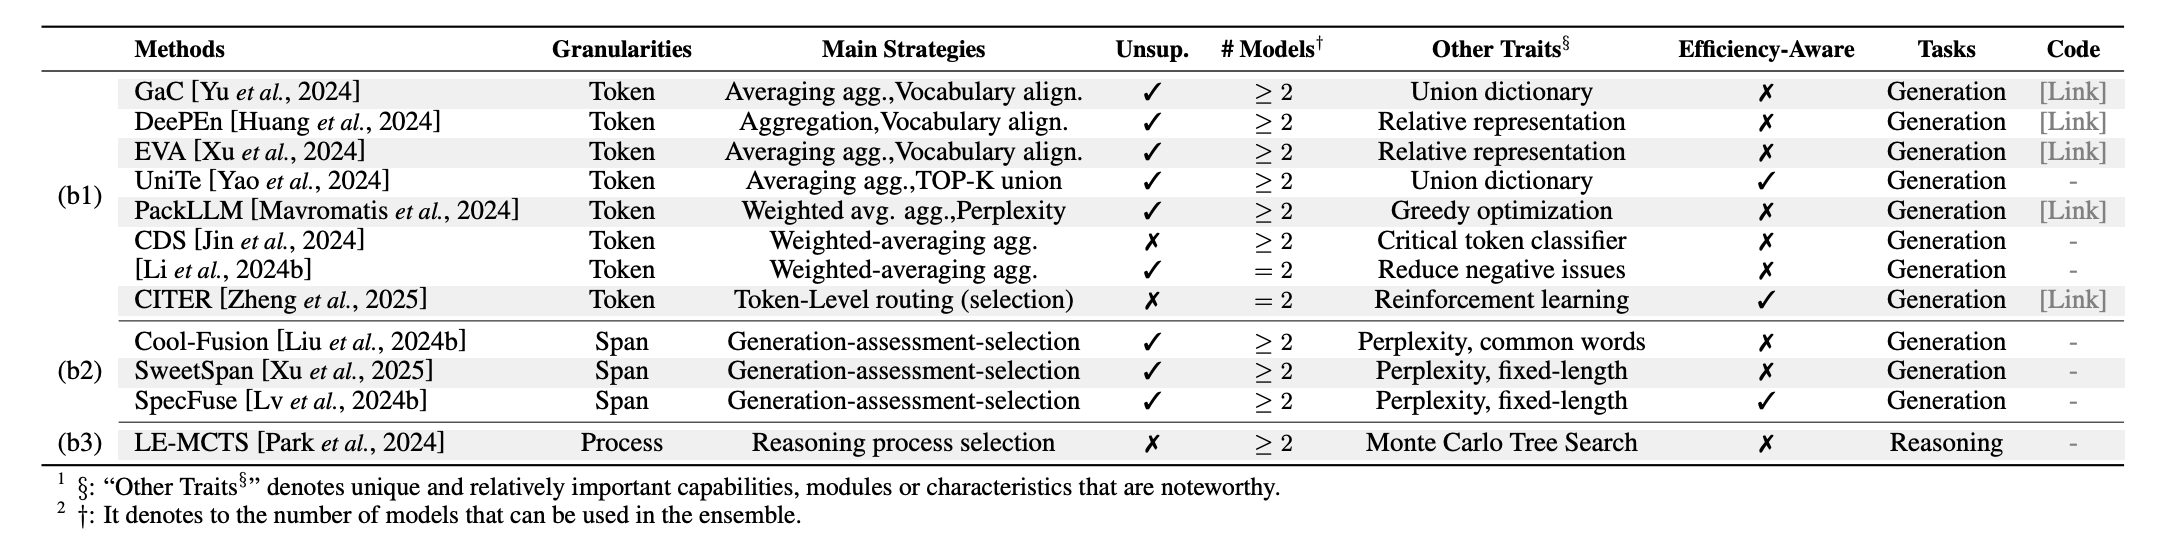 Methods Granularities Main Strategies Unsup. # Models† Other Traits§ Efficiency-Aware Tasks Code
GaC [Yu et al., 2024] Token Averaging agg.,Vocabulary align. ✓ ≥ 2 Union dictionary ✗ Generation [Link]
DeePEn [Huang et al., 2024] Token Aggregation,Vocabulary align. ✓ ≥ 2 Relative representation ✗ Generation [Link]
EVA [Xu et al., 2024] Token Averaging agg.,Vocabulary align. ✓ ≥ 2 Relative representation ✗ Generation [Link]
UniTe [Yao et al., 2024] Token Averaging agg.,TOP-K union ✓ ≥ 2 Union dictionary ✓ Generation -
(b1)
PackLLM [Mavromatis et al., 2024] Token Weighted avg. agg.,Perplexity ✓ ≥ 2 Greedy optimization ✗ Generation [Link]
CDS [Jin et al., 2024] Token Weighted-averaging agg. ✗ ≥ 2 Critical token classifier ✗ Generation -
[Li et al., 2024b] Token Weighted-averaging agg. ✓ = 2 Reduce negative issues ✗ Generation -
CITER [Zheng et al., 2025] Token Token-Level routing (selection) ✗ = 2 Reinforcement learning ✓ Generation [Link]
Cool-Fusion [Liu et al., 2024b] Span Generation-assessment-selection ✓ ≥ 2 Perplexity, common words ✗ Generation -
(b2) SweetSpan [Xu et al., 2025] Span Generation-assessment-selection ✓ ≥ 2 Perplexity, fixed-length ✗ Generation -
SpecFuse [Lv et al., 2024b] Span Generation-assessment-selection ✓ ≥ 2 Perplexity, fixed-length ✓ Generation -
(b3) LE-MCTS [Park et al., 2024] Process Reasoning process selection ✗ ≥ 2 Monte Carlo Tree Search ✗ Reasoning -
1 §: “Other Traits§” denotes unique and relatively important capabilities, modules or characteristics that are noteworthy.
2 †: It denotes to the number of models that can be used in the ensemble.